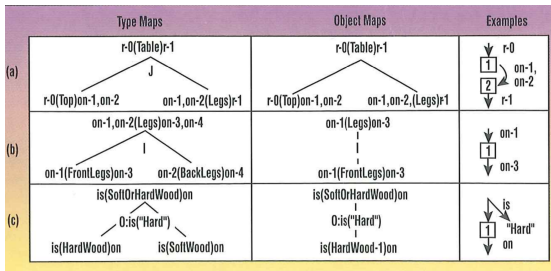 Type Maps Object Maps Examples
(a)
r-0(Table)r-1
J
r-0(Top)on-1,on-2 on-1,on-2(Legs)r-1
r-0(Table)r-1
r-0(Top)on-1,on-2 on-1,on-2,(Legs)r-1
r-0
1 on-1,
2 on-2
r-1
(b)
on-1,on-2(Legs)on-3,on-4
I
on-1(FrontLegs)on-3 on-2(BackLegs)on-4
on-1(Legs)on-3
on-1(FrontLegs)on-3
on-1
1
on-3
(c)
is(SoftOrHardWood)on
O:is("Hard")
is(HardWood)on is(SoftWood)on
is(SoftOrHardWood)on
O:is("Hard")
is(HardWood-1)on
is
1 "Hard"
on